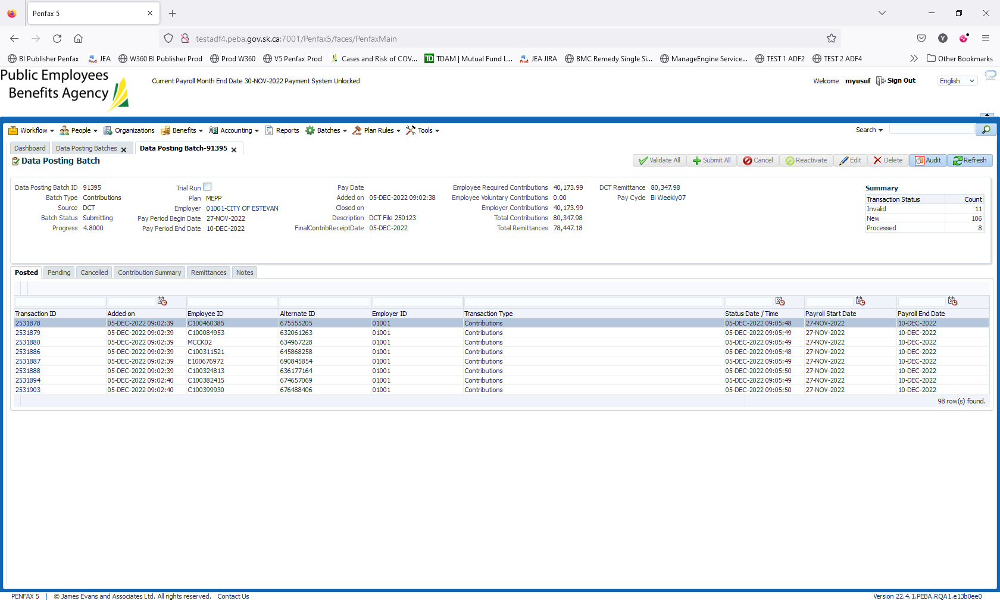 Penfax 5
testadf4.peba.gov.sk.ca:7001/Penfax5/faces/PenfaxMain
BI Publisher Penfax JEA W360 BI Publisher Prod Prod W360 V5 Penfax Prod Cases and Risk of COV... TDAM | Mutual Fund L... JEA JIRA BMC Remedy Single Si... ManageEngine Service... TEST 1 ADF2 TEST 2 ADF4 Other Bookmarks
Public Employees
Benefits Agency
Current Payroll Month End Date 30-NOV-2022 Payment System Unlocked
Welcome myusuf Sign Out English
Workflow People Organizations Benefits Accounting Reports Batches Plan Rules Tools Search
Dashboard Data Posting Batches Data Posting Batch-91395
Data Posting Batch
Validate All Submit All Cancel Reactivate Edit Delete Audit Refresh
Data Posting Batch ID 91395
Batch Type Contributions
Source DCT
Batch Status Submitting
Progress 4.8000
Trial Run
Plan MEPP
Employer 01001-CITY OF ESTEVAN
Pay Period Begin Date 27-NOV-2022
Pay Period End Date 10-DEC-2022
Pay Date
Added on 05-DEC-2022 09:02:38
Closed on
Description DCT File 250123
FinalContribReceiptDate 05-DEC-2022
Employee Required Contributions 40,173.99
Employee Voluntary Contributions 0.00
Employer Contributions 40,173.99
Total Contributions 80,347.98
Total Remittances 78,447.18
DCT Remittance 80,347.98
Pay Cycle Bi Weekly07
Summary
Transaction Status Count
Invalid 11
New 106
Processed 8
Posted Pending Cancelled Contribution Summary Remittances Notes
Transaction ID Added on Employee ID Alternate ID Employer ID Transaction Type Status Date / Time Payroll Start Date Payroll End Date
2531878 05-DEC-2022 09:02:39 C100460385 675555205 01001 Contributions 05-DEC-2022 09:05:48 27-NOV-2022 10-DEC-2022
2531879 05-DEC-2022 09:02:39 C100084953 632061263 01001 Contributions 05-DEC-2022 09:05:49 27-NOV-2022 10-DEC-2022
2531880 05-DEC-2022 09:02:39 MCCK02 634967228 01001 Contributions 05-DEC-2022 09:05:49 27-NOV-2022 10-DEC-2022
2531886 05-DEC-2022 09:02:39 C100311521 645868258 01001 Contributions 05-DEC-2022 09:05:48 27-NOV-2022 10-DEC-2022
2531887 05-DEC-2022 09:02:39 E100676972 690845854 01001 Contributions 05-DEC-2022 09:05:49 27-NOV-2022 10-DEC-2022
2531888 05-DEC-2022 09:02:39 C100324813 636177164 01001 Contributions 05-DEC-2022 09:05:50 27-NOV-2022 10-DEC-2022
2531894 05-DEC-2022 09:02:40 C100382415 674657069 01001 Contributions 05-DEC-2022 09:05:49 27-NOV-2022 10-DEC-2022
2531903 05-DEC-2022 09:02:40 C100399930 676488406 01001 Contributions 05-DEC-2022 09:05:50 27-NOV-2022 10-DEC-2022
98 row(s) found.
PENFAX 5 | © James Evans and Associates Ltd. All rights reserved. Contact Us
Version 22.4.1.PEBA.RQA1.e13b0ee0